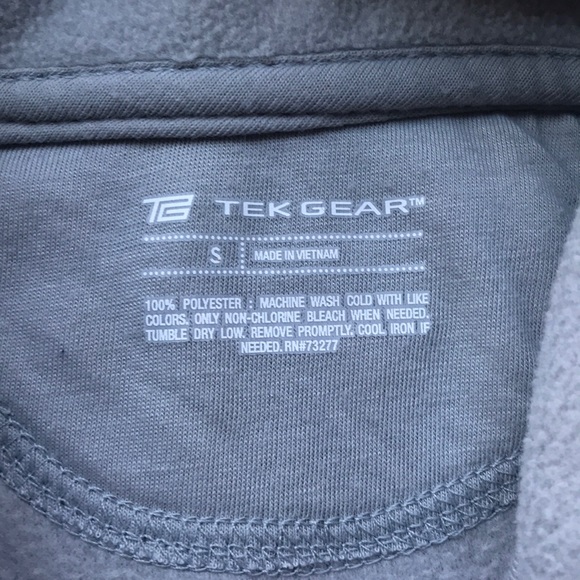 TG TEK GEAR™
S MADE IN VIETNAM
100% POLYESTER : MACHINE WASH COLD WITH LIKE
COLORS. ONLY NON-CHLORINE BLEACH WHEN NEEDED.
TUMBLE DRY LOW. REMOVE PROMPTLY. COOL IRON IF
NEEDED. RN#73277